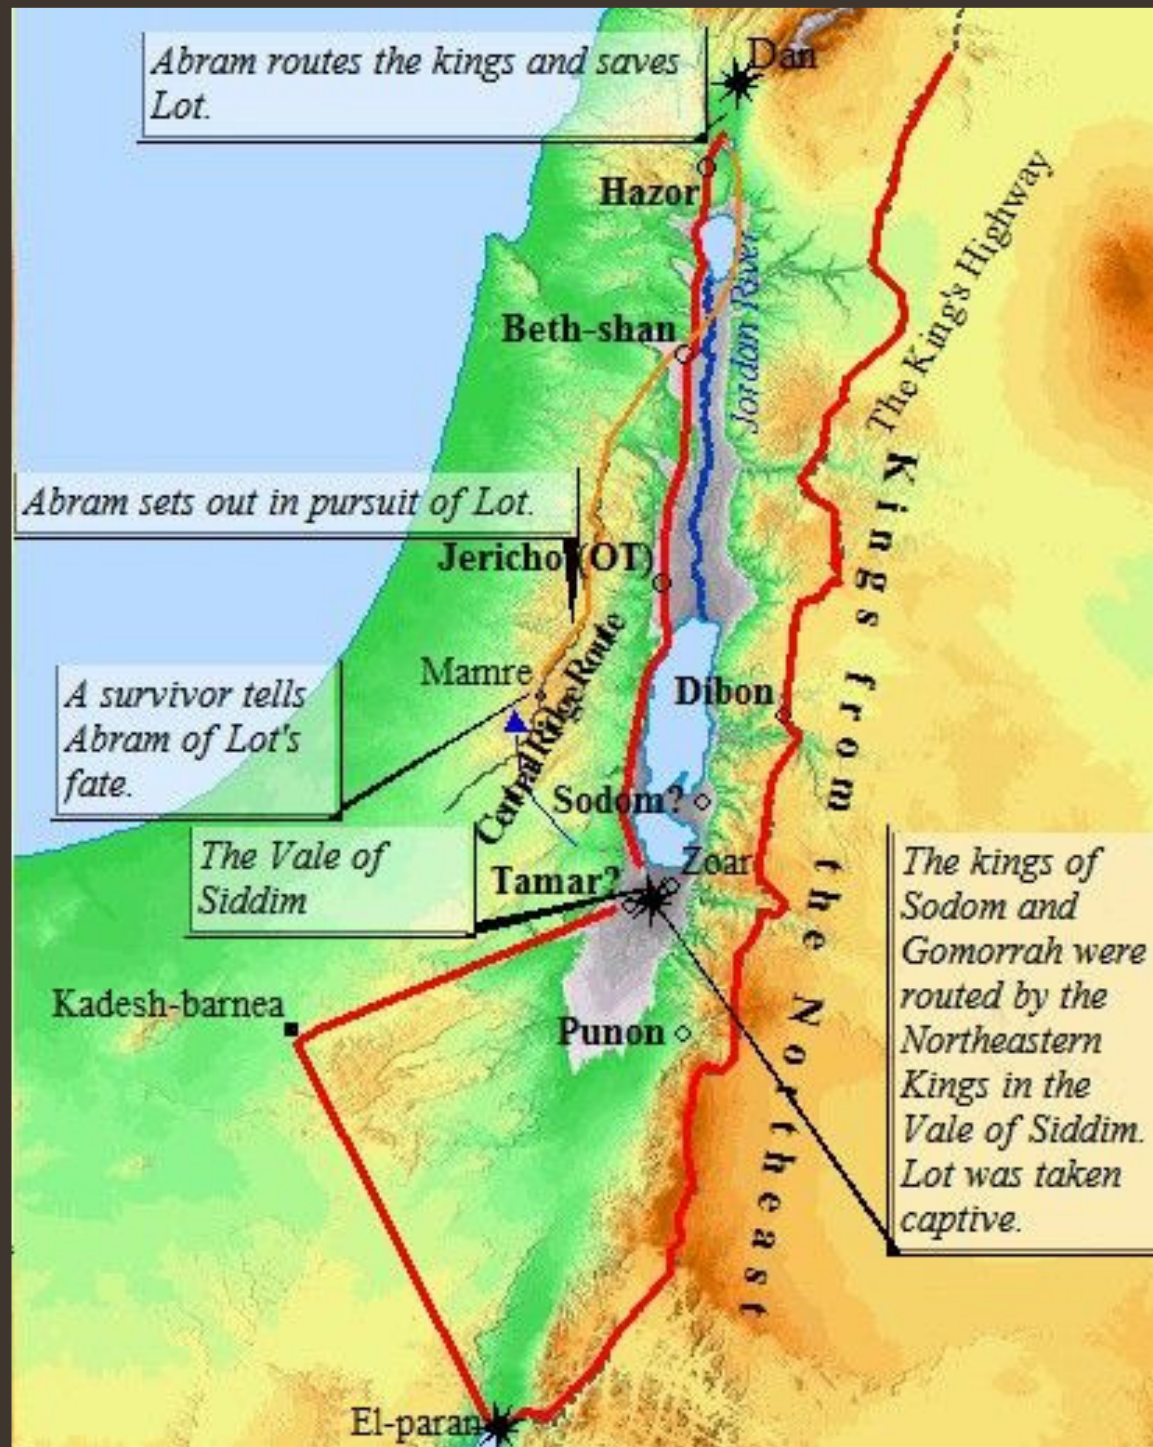 Abram routes the kings and saves
Lot.
Dan
Hazor
The King's Highway
Jordan River
Beth-shan
Kings from the Northeast
Abram sets out in pursuit of Lot.
Jericho (OT)
Mamre
Central Ridge Route
Dibon
A survivor tells
Abram of Lot's
fate.
Sodom?
The Vale of
Siddim
Zoar
Tamar?
The kings of
Sodom and
Gomorrah were
routed by the
Northeastern
Kings in the
Vale of Siddim.
Lot was taken
captive.
Kadesh-barnea
Punon
El-paran